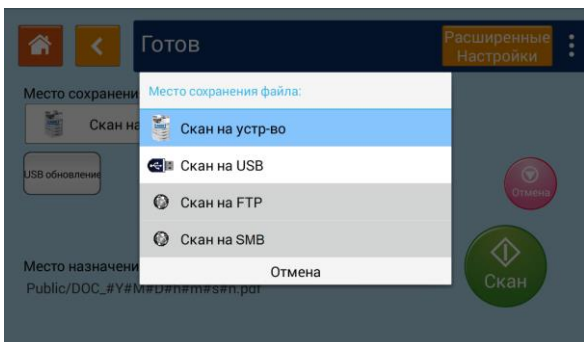 Готов
Расширенные
Настройки
Место сохранени
Место сохранения файла:
Скан на
Скан на устр-во
USB обновление
Скан на USB
Отмена
Скан на FTP
Скан на SMB
Место назначени
Отмена
Скан
Public/DOC_#Y#M#D#h#m#s#n.pdf